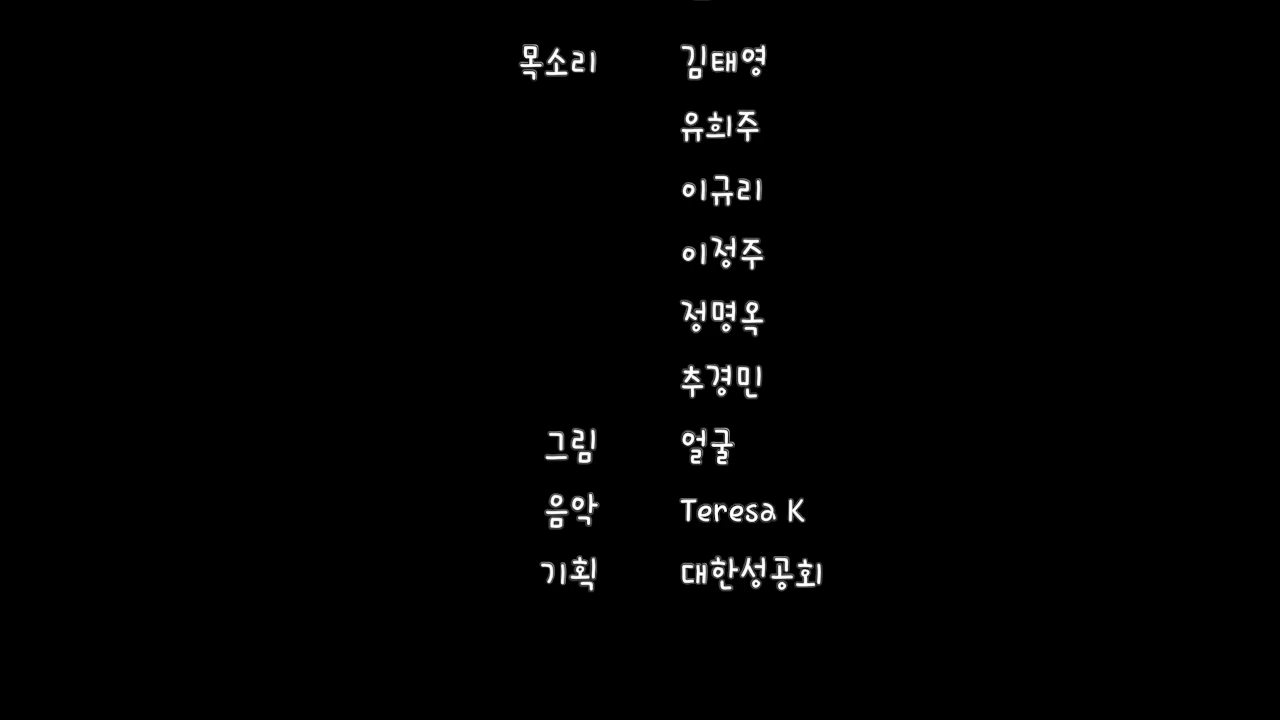 목소리 김태영
유희주
이규리
이정주
정명옥
추경민
그림 얼굴
음악 Teresa K
기획 대한성공회